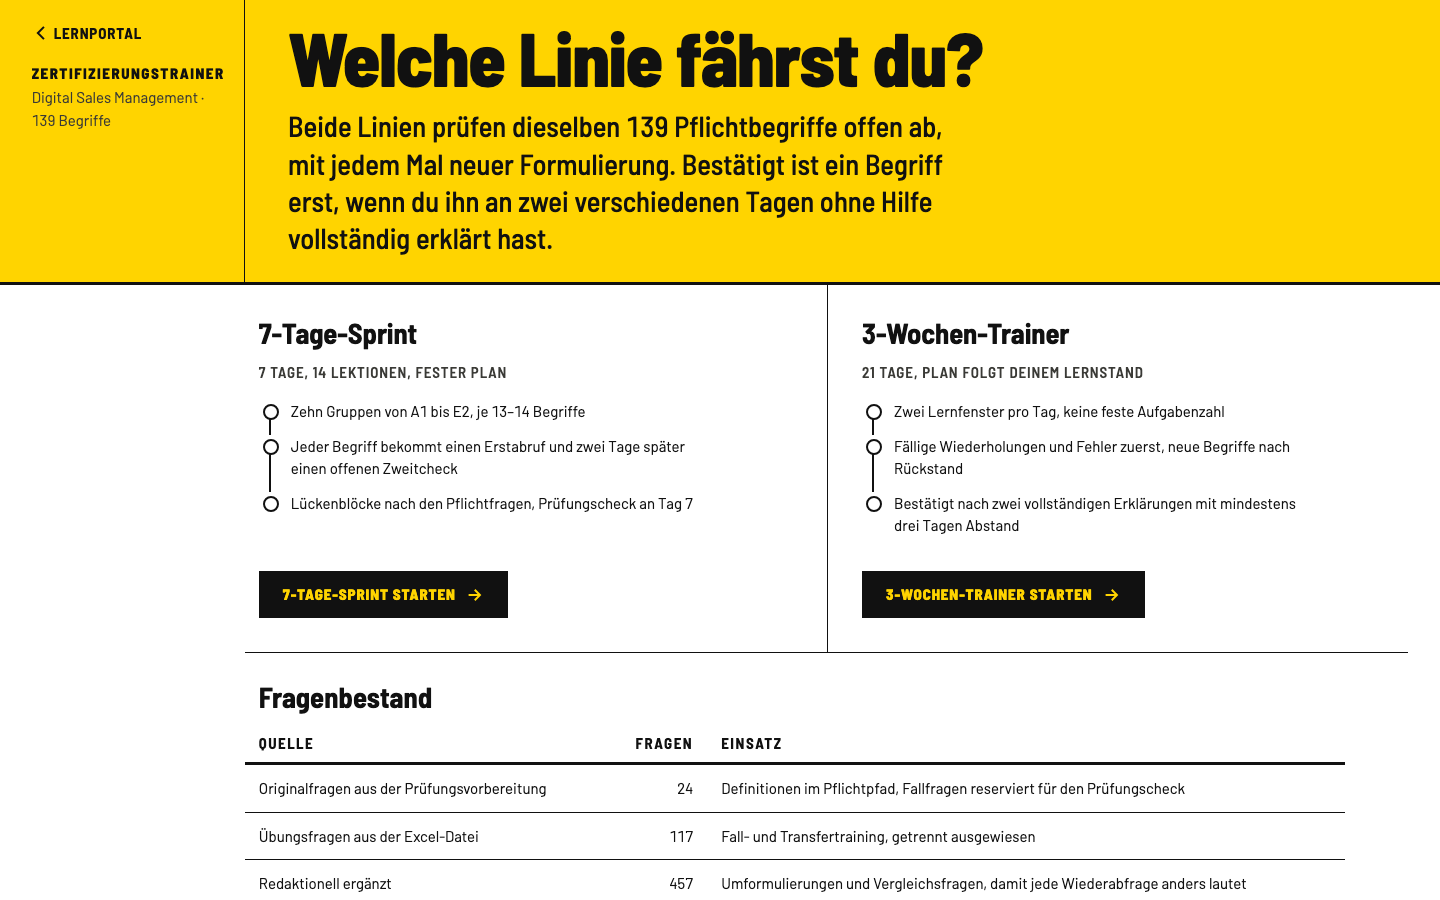 LERNPORTAL
ZERTIFIZIERUNGSTRAINER
Digital Sales Management ·
139 Begriffe
Welche Linie fährst du?
Beide Linien prüfen dieselben 139 Pflichtbegriffe offen ab,
mit jedem Mal neuer Formulierung. Bestätigt ist ein Begriff
erst, wenn du ihn an zwei verschiedenen Tagen ohne Hilfe
vollständig erklärt hast.
7-Tage-Sprint
7 TAGE, 14 LEKTIONEN, FESTER PLAN
Zehn Gruppen von A1 bis E2, je 13–14 Begriffe
Jeder Begriff bekommt einen Erstabruf und zwei Tage später
einen offenen Zweitcheck
Lückenblöcke nach den Pflichtfragen, Prüfungscheck an Tag 7
7-TAGE-SPRINT STARTEN →
3-Wochen-Trainer
21 TAGE, PLAN FOLGT DEINEM LERNSTAND
Zwei Lernfenster pro Tag, keine feste Aufgabenzahl
Fällige Wiederholungen und Fehler zuerst, neue Begriffe nach
Rückstand
Bestätigt nach zwei vollständigen Erklärungen mit mindestens
drei Tagen Abstand
3-WOCHEN-TRAINER STARTEN →
Fragenbestand
QUELLE FRAGEN EINSATZ
Originalfragen aus der Prüfungsvorbereitung 24 Definitionen im Pflichtpfad, Fallfragen reserviert für den Prüfungscheck
Übungsfragen aus der Excel-Datei 117 Fall- und Transfertraining, getrennt ausgewiesen
Redaktionell ergänzt 457 Umformulierungen und Vergleichsfragen, damit jede Wiederabfrage anders lautet